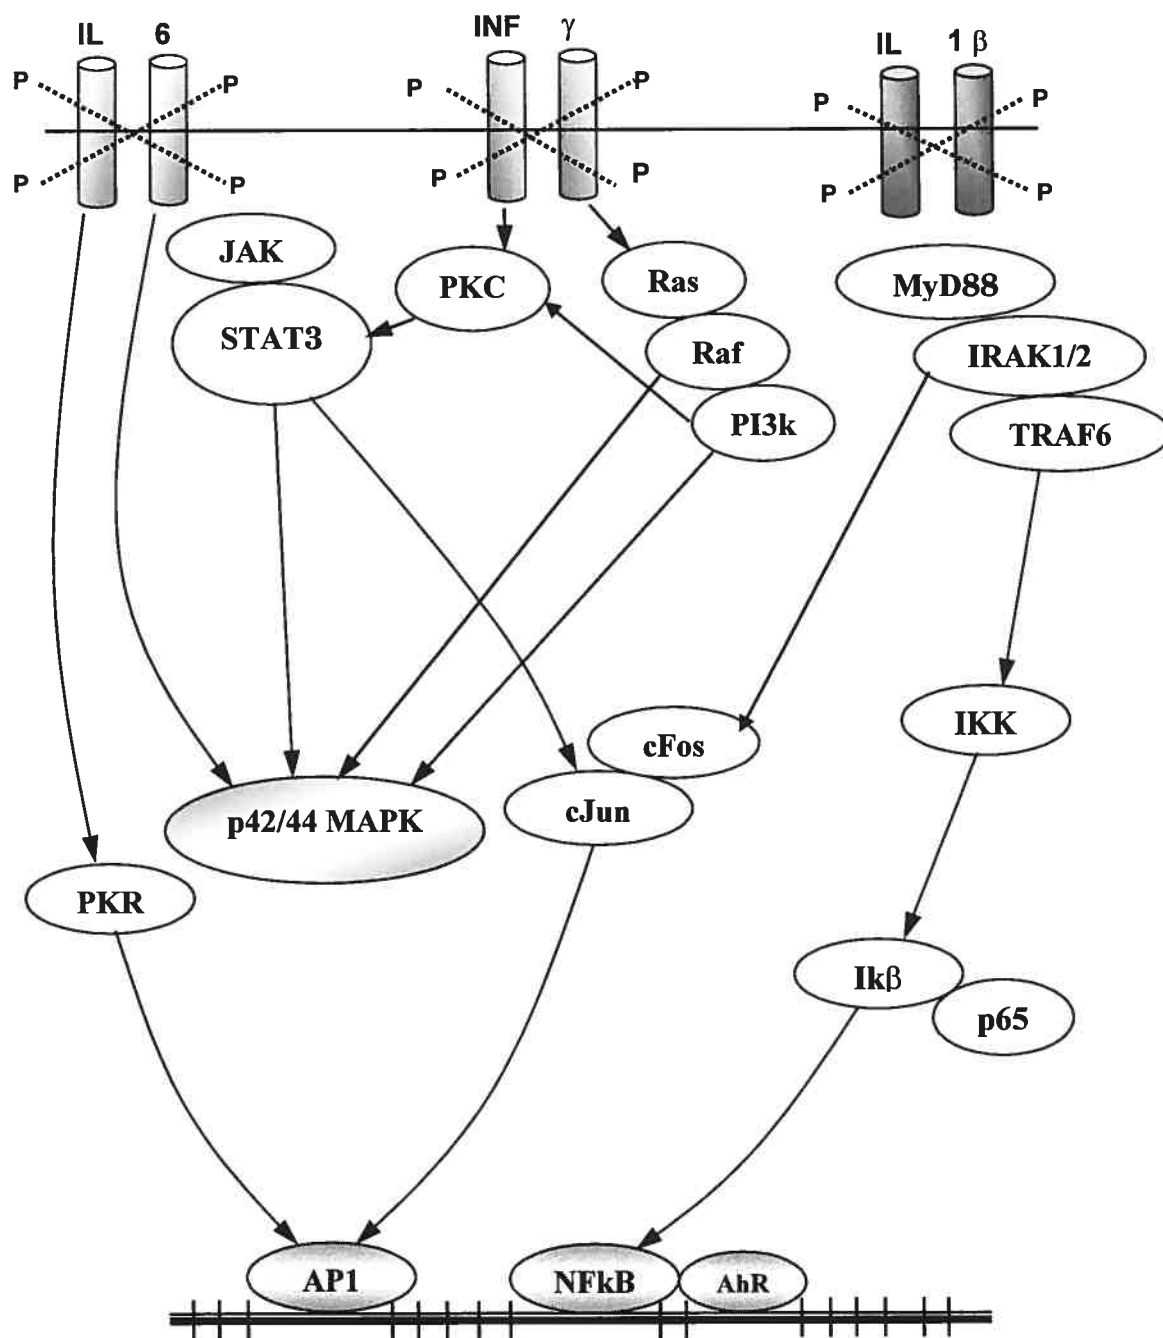 IL 6
INF γ
IL 1 β
P P P P P P
P P P P P P
JAK
STAT3
PKC
Ras
Raf
PI3k
MyD88
IRAK1/2
TRAF6
cFos
cJun
IKK
p42/44 MAPK
PKR
Ikβ
p65
AP1
NFkB
AhR